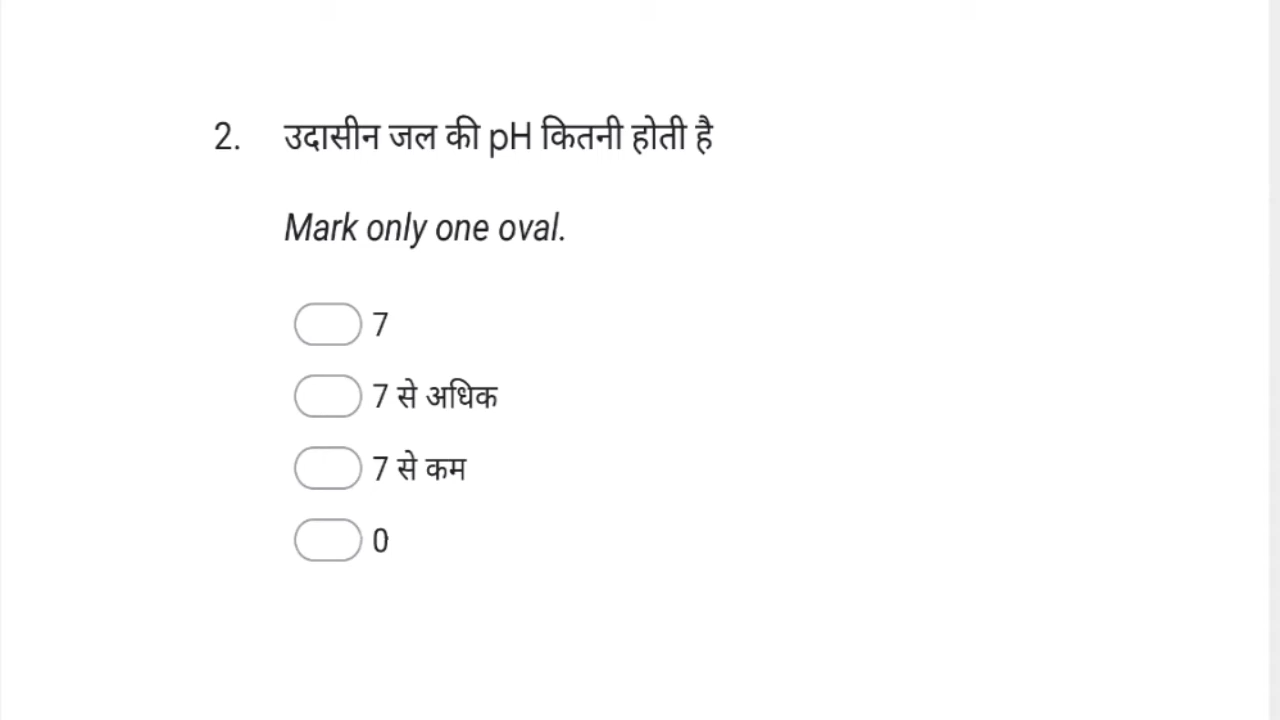 2. उदासीन जल की pH कितनी होती है
Mark only one oval.
7
7 से अधिक
7 से कम
0